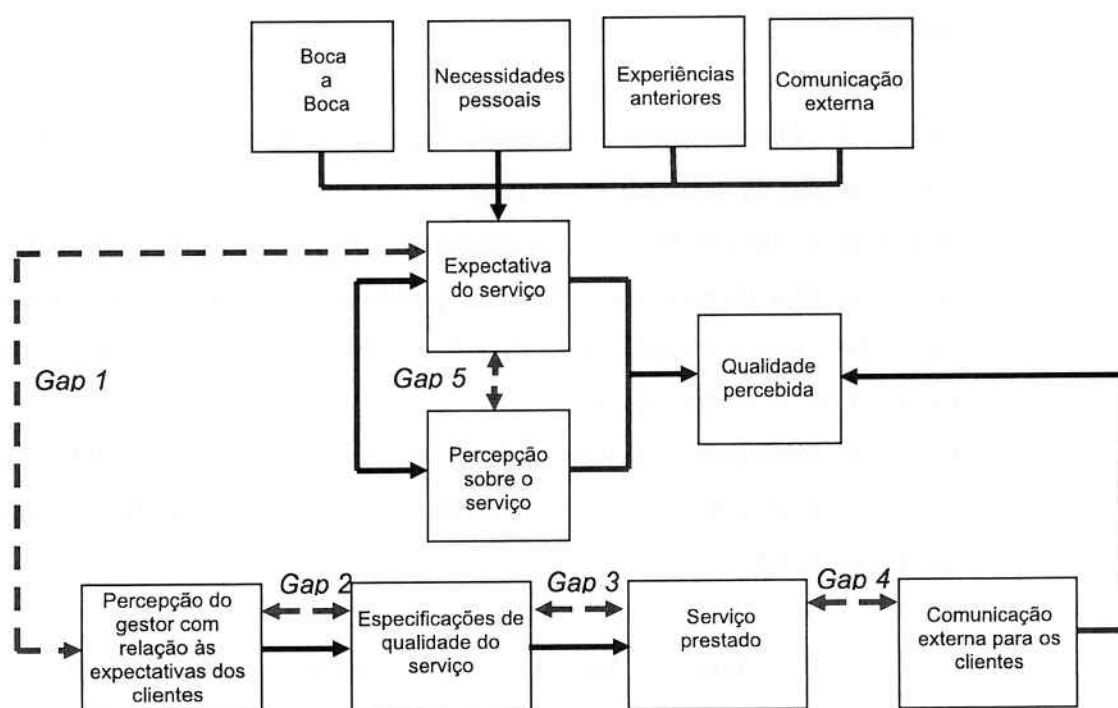 Boca
a
Boca
Necessidades
pessoais
Experiências
anteriores
Comunicação
externa
Expectativa
do serviço
Gap 1
Gap 5
Qualidade
percebida
Percepção
sobre o
serviço
Gap 2
Gap 3
Gap 4
Percepção do
gestor com
relação às
expectativas dos
clientes
Especificações de
qualidade do
serviço
Serviço
prestado
Comunicação
externa para os
clientes